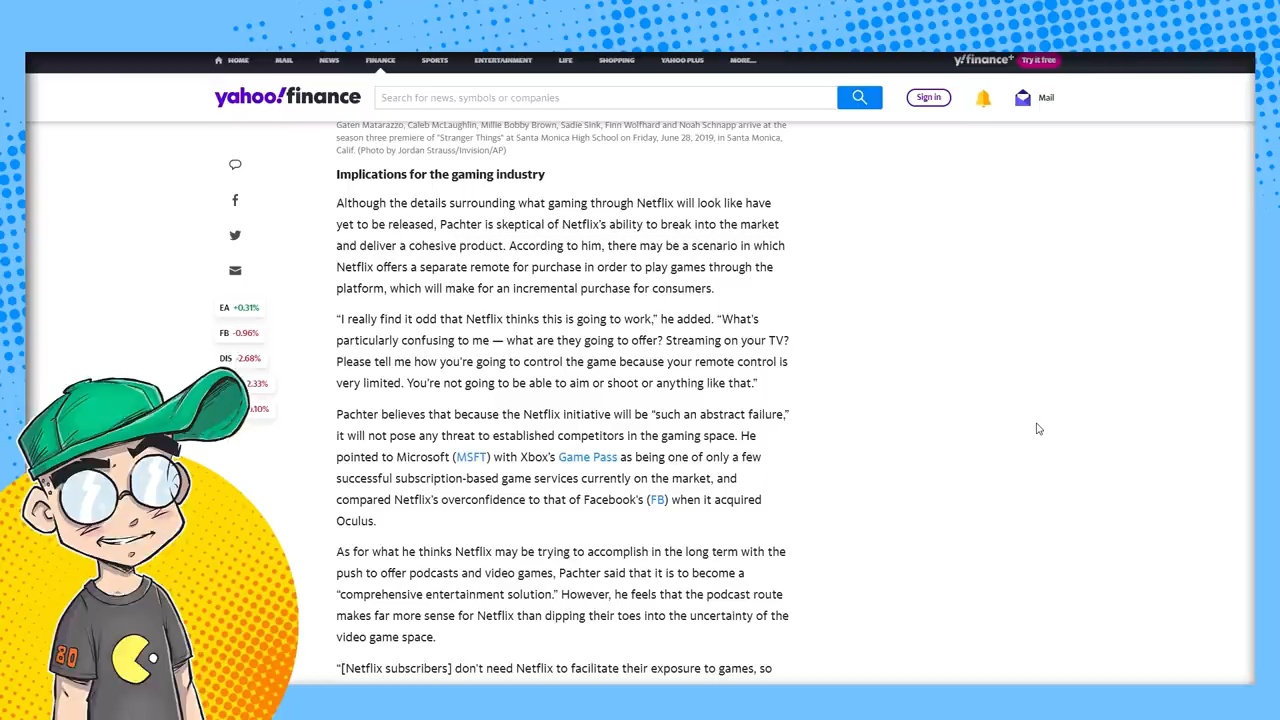 HOME MAIL NEWS FINANCE SPORTS ENTERTAINMENT LIFE SHOPPING YAHOO PLUS MORE... y!finance+ Try it free
yahoo!finance Search for news, symbols or companies Sign in Mail
Gaten Matarazzo, Caleb McLaughlin, Millie Bobby Brown, Sadie Sink, Finn Wolfhard and Noah Schnapp arrive at the
season three premiere of "Stranger Things" at Santa Monica High School on Friday, June 28, 2019, in Santa Monica,
Calif. (Photo by Jordan Strauss/Invision/AP)
Implications for the gaming industry
Although the details surrounding what gaming through Netflix will look like have
yet to be released, Pachter is skeptical of Netflix's ability to break into the market
and deliver a cohesive product. According to him, there may be a scenario in which
Netflix offers a separate remote for purchase in order to play games through the
platform, which will make for an incremental purchase for consumers.
“I really find it odd that Netflix thinks this is going to work,” he added. “What's
particularly confusing to me — what are they going to offer? Streaming on your TV?
Please tell me how you're going to control the game because your remote control is
very limited. You're not going to be able to aim or shoot or anything like that.”
Pachter believes that because the Netflix initiative will be “such an abstract failure,”
it will not pose any threat to established competitors in the gaming space. He
pointed to Microsoft (MSFT) with Xbox's Game Pass as being one of only a few
successful subscription-based game services currently on the market, and
compared Netflix's overconfidence to that of Facebook's (FB) when it acquired
Oculus.
As for what he thinks Netflix may be trying to accomplish in the long term with the
push to offer podcasts and video games, Pachter said that it is to become a
“comprehensive entertainment solution.” However, he feels that the podcast route
makes far more sense for Netflix than dipping their toes into the uncertainty of the
video game space.
“[Netflix subscribers] don't need Netflix to facilitate their exposure to games, so
EA +0.31%
FB -0.96%
DIS -2.68%
2.33%
.10%
80